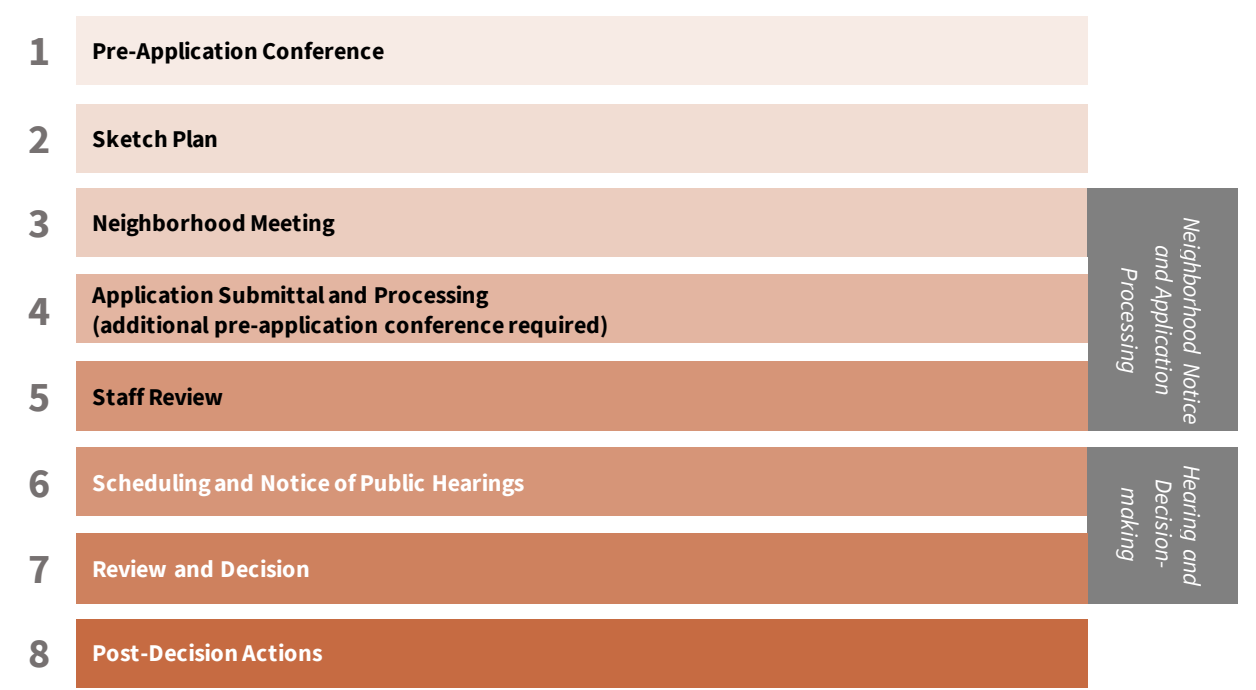 1
Pre-Application Conference
2
Sketch Plan
3
Neighborhood Meeting
4
Application Submittal and Processing
(additional pre-application conference required)
5
Staff Review
Neighborhood Notice
and Application
Processing
6
Scheduling and Notice of Public Hearings
7
Review and Decision
Hearing and
Decision-
making
8
Post-Decision Actions